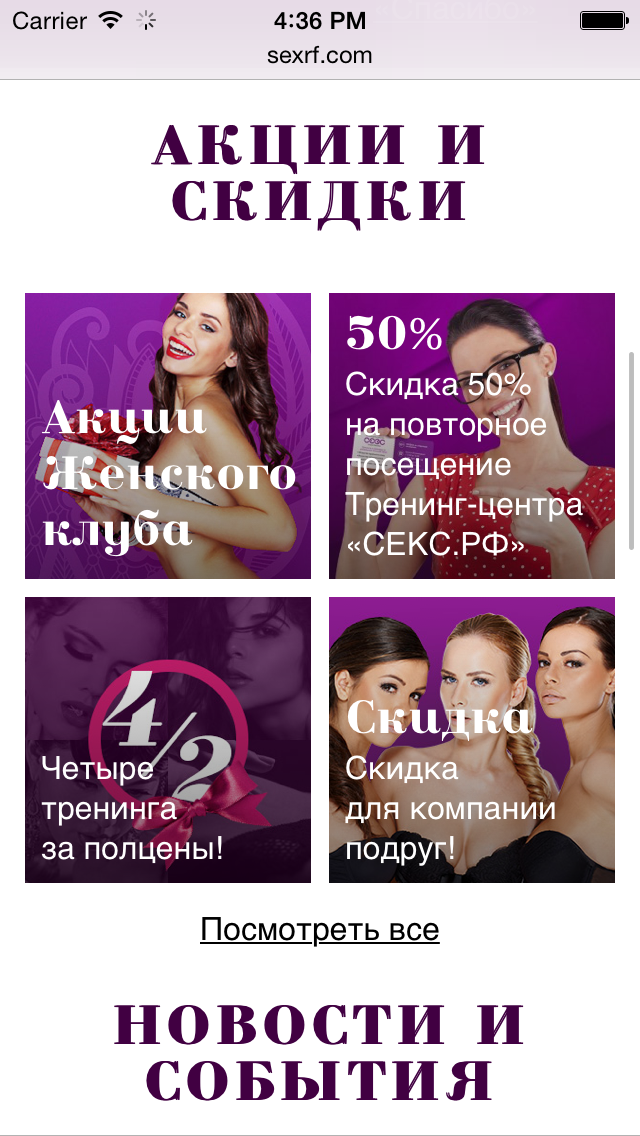 Carrier 4:36 PM
sexrf.com
АКЦИИ И
СКИДКИ
Акции
Женского
клуба
50%
Скидка 50%
на повторное
посещение
Тренинг-центра
«СЕКС.РФ»
4/2
Четыре
тренинга
за полцены!
Скидка
Скидка
для компании
подруг!
Посмотреть все
НОВОСТИ И
СОБЫТИЯ